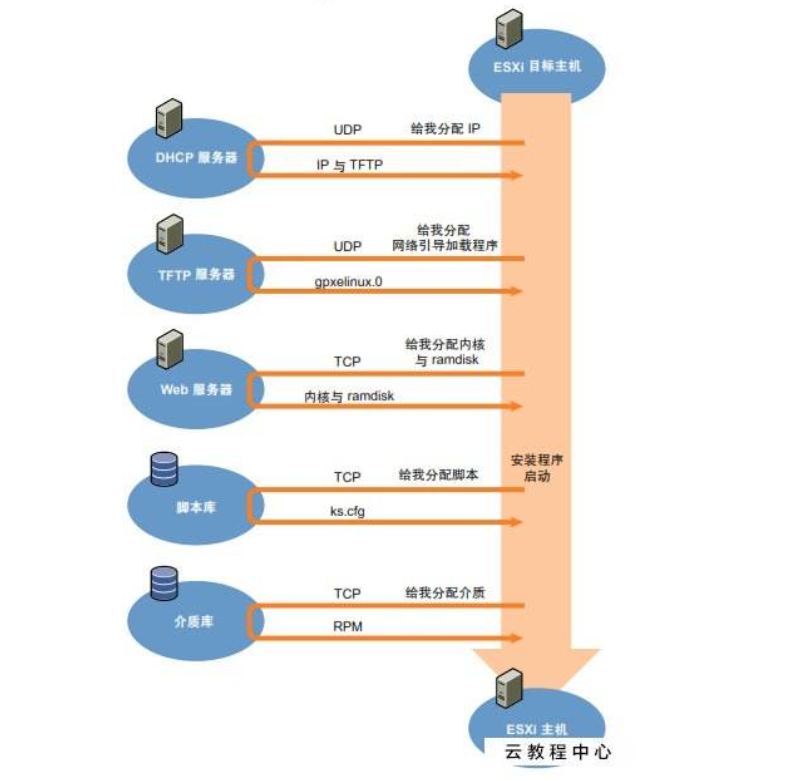 ESXi 目标主机
UDP 给我分配 IP
DHCP 服务器
IP 与 TFTP
给我分配
UDP 网络引导加载程序
TFTP 服务器
gpxelinux.0
给我分配内核
TCP 与 ramdisk
Web 服务器
内核与 ramdisk
安装程序
启动
TCP 给我分配脚本
脚本库
ks.cfg
TCP 给我分配介质
介质库
RPM
ESXi 主机
云教程中心